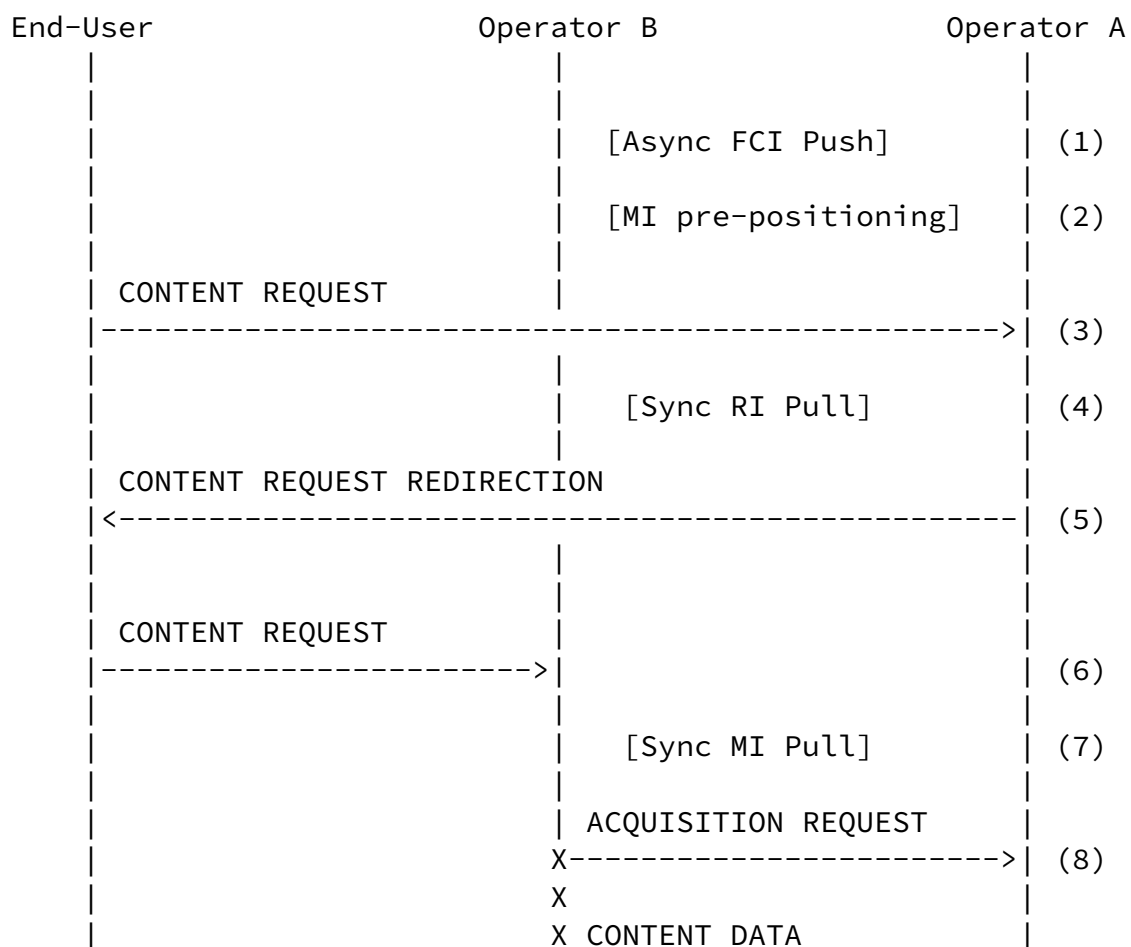 End-User Operator B Operator A
[Async FCI Push] (1)
[MI pre-positioning] (2)
CONTENT REQUEST
(3)
[Sync RI Pull] (4)
CONTENT REQUEST REDIRECTION
(5)
CONTENT REQUEST
(6)
[Sync MI Pull] (7)
ACQUISITION REQUEST
X (8)
X
X CONTENT DATA